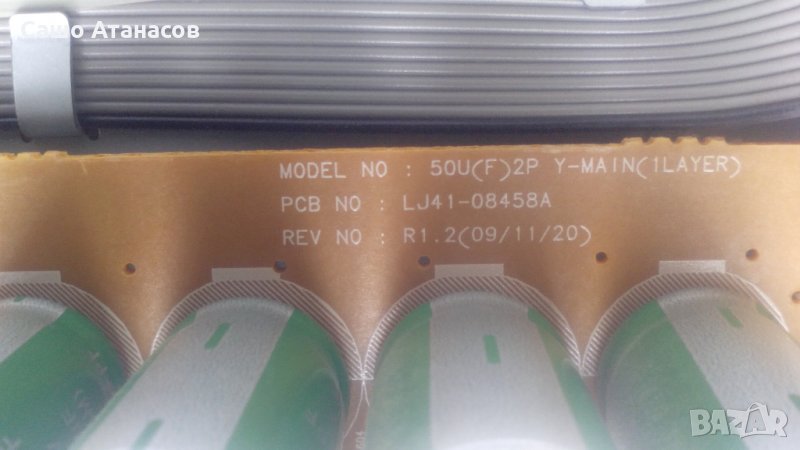 Сашо Атанасов
MODEL NO : 50U(F)2P Y-MAIN(1LAYER)
PCB NO : LJ41-08458A
REV NO : R1.2(09/11/20)
BAZAR